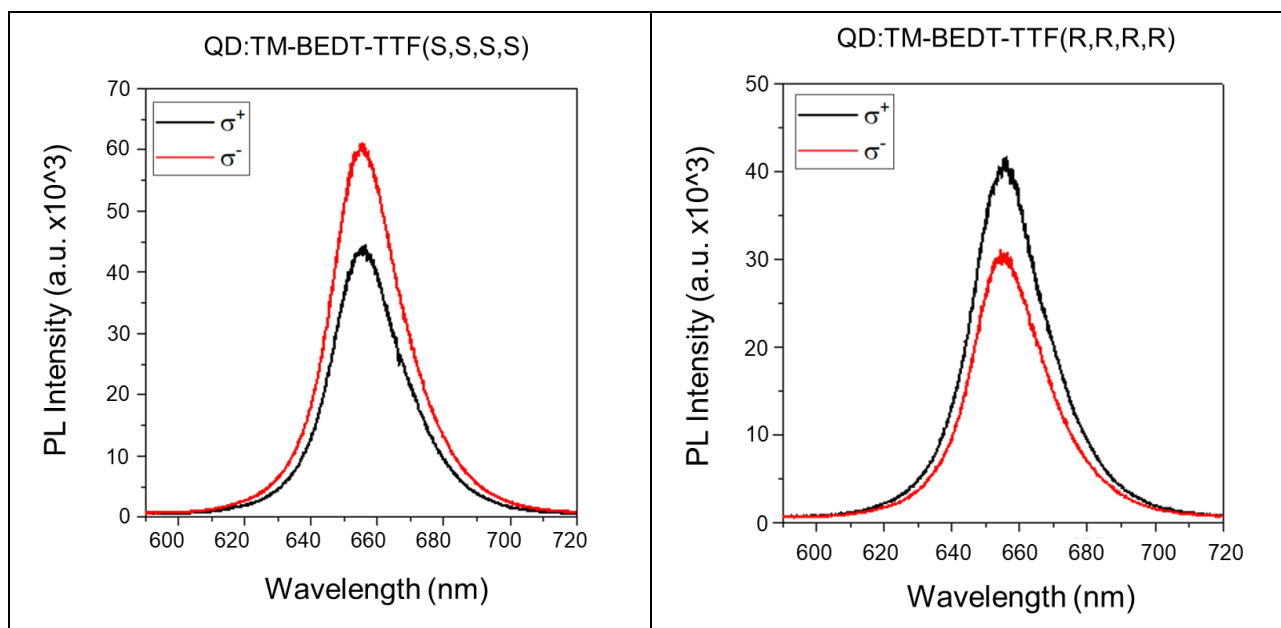 QD:TM-BEDT-TTF(S,S,S,S)
σ+
σ-
70
60
50
40
30
20
10
0
PL Intensity (a.u. x10^3)
600 620 640 660 680 700 720
Wavelength (nm)
QD:TM-BEDT-TTF(R,R,R,R)
σ+
σ-
50
40
30
20
10
0
PL Intensity (a.u. x10^3)
600 620 640 660 680 700 720
Wavelength (nm)